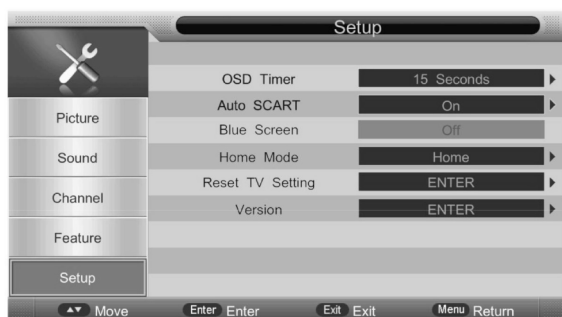 Setup
OSD Timer 15 Seconds
Auto SCART On
Blue Screen Off
Home Mode Home
Reset TV Setting ENTER
Version ENTER
Picture
Sound
Channel
Feature
Setup
Move Enter Enter Exit Exit Menu Return